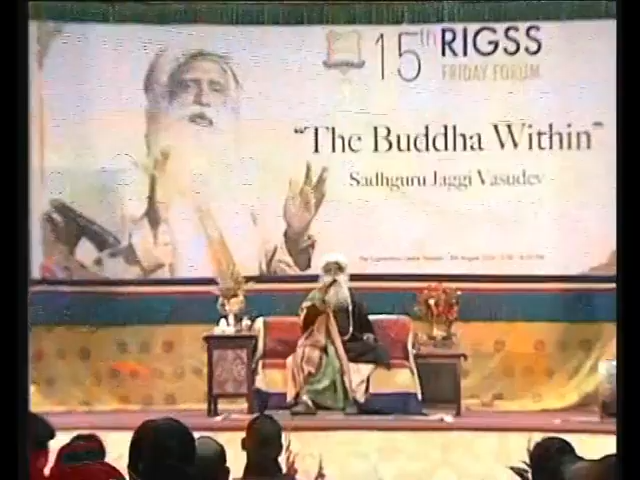 15th RIGSS
FRIDAY FORUM
"The Buddha Within"
Sadhguru Jaggi Vasudev